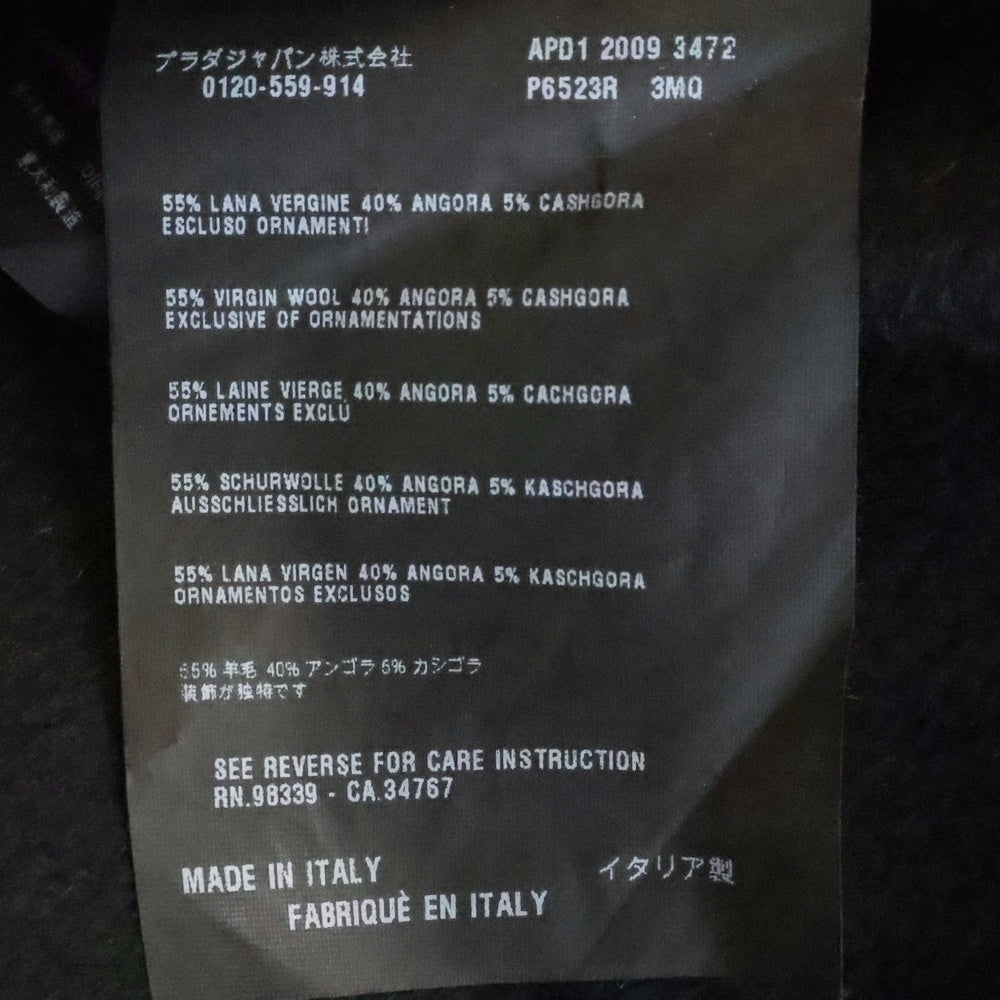 プラダジャパン株式会社
0120-559-914
APD1 2009 3472
P6523R 3MQ
55% LANA VERGINE 40% ANGORA 5% CASHGORA
ESCLUSO ORNAMENTI
55% VIRGIN WOOL 40% ANGORA 5% CASHGORA
EXCLUSIVE OF ORNAMENTATIONS
55% LAINE VIERGE 40% ANGORA 5% CACHGORA
ORNEMENTS EXCLU
55% SCHURWOLLE 40% ANGORA 5% KASCHGORA
AUSSCHLIESSLICH ORNAMENT
55% LANA VIRGEN 40% ANGORA 5% KASCHGORA
ORNAMENTOS EXCLUSOS
55% 羊毛 40% アンゴラ 5% カシゴラ
装飾が独特です
SEE REVERSE FOR CARE INSTRUCTION
RN.98339 - CA.34767
MADE IN ITALY
イタリア製
FABRIQUÈ EN ITALY